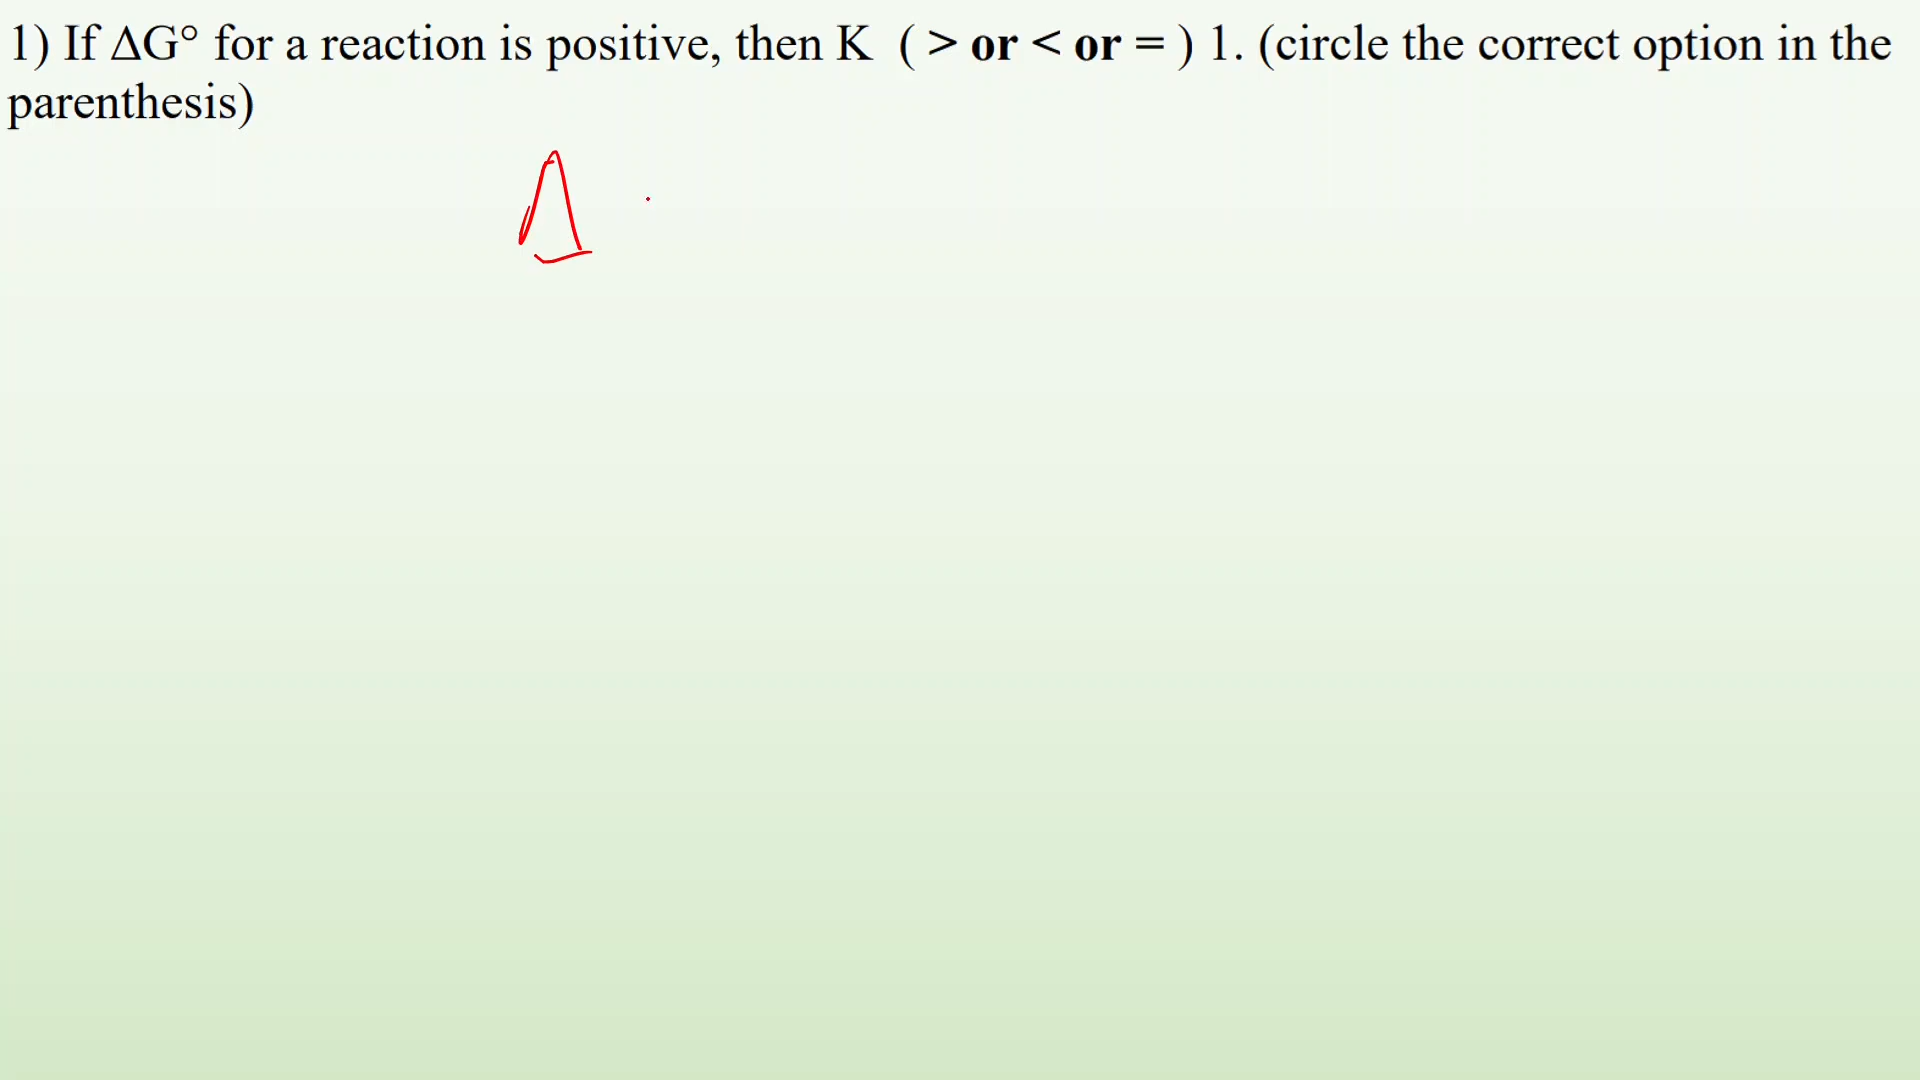 1) If ΔG° for a reaction is positive, then K ( > or < or = ) 1. (circle the correct option in the
parenthesis)
Δ